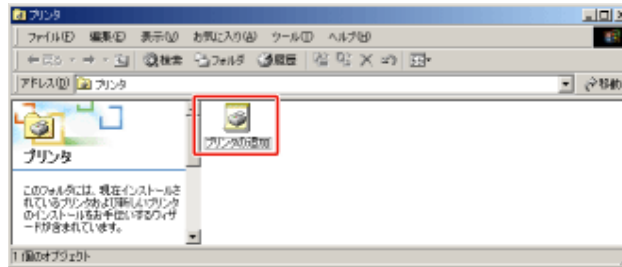 プリンタ
ファイル(F) 編集(E) 表示(V) お気に入り(A) ツール(T) ヘルプ(H)
戻る 検索 フォルダ 履歴
アドレス(D) プリンタ 移動
プリンタの追加
プリンタ
このフォルダには、現在インストールさ
れているプリンタおよび新しいプリンタ
のインストールをお手伝いするウィザ
ードが含まれています。
1 個のオブジェクト